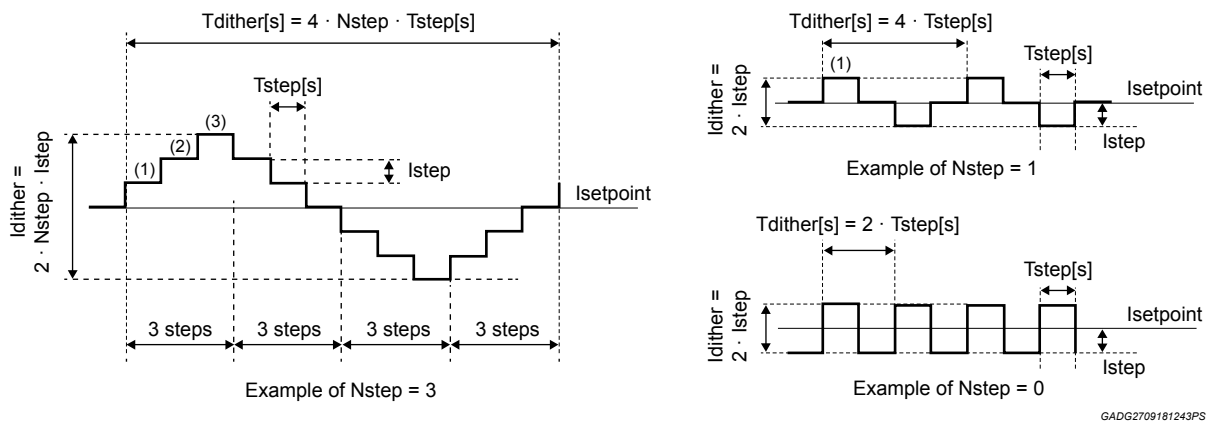 Tdither[s] = 4 · Nstep · Tstep[s]
Tstep[s]
(1)
(2)
(3)
Istep
Isetpoint
Idither =
2 · Nstep · Istep
3 steps
3 steps
3 steps
3 steps
Example of Nstep = 3
Tdither[s] = 4 · Tstep[s]
(1)
Tstep[s]
Isetpoint
Idither =
2 · Istep
Istep
Example of Nstep = 1
Tdither[s] = 2 · Tstep[s]
Tstep[s]
Isetpoint
Idither =
2 · Istep
Istep
Example of Nstep = 0
GADG2709181243PS